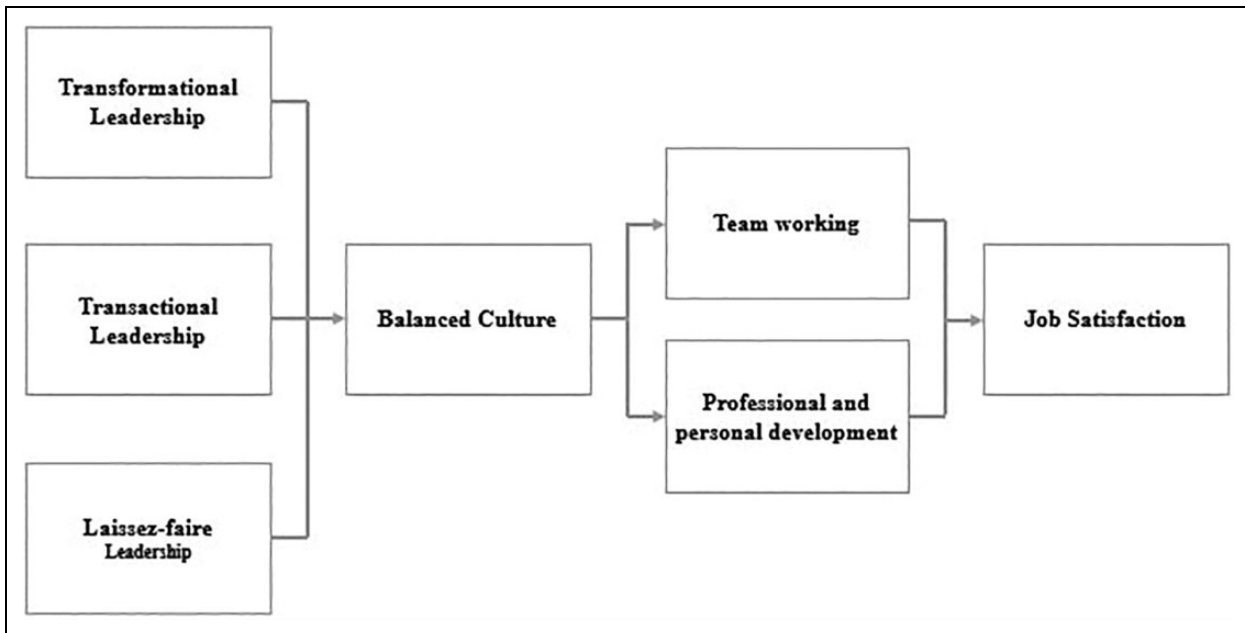 Transformational
Leadership
Transactional
Leadership
Laissez-faire
Leadership
Balanced Culture
Team working
Professional and
personal development
Job Satisfaction